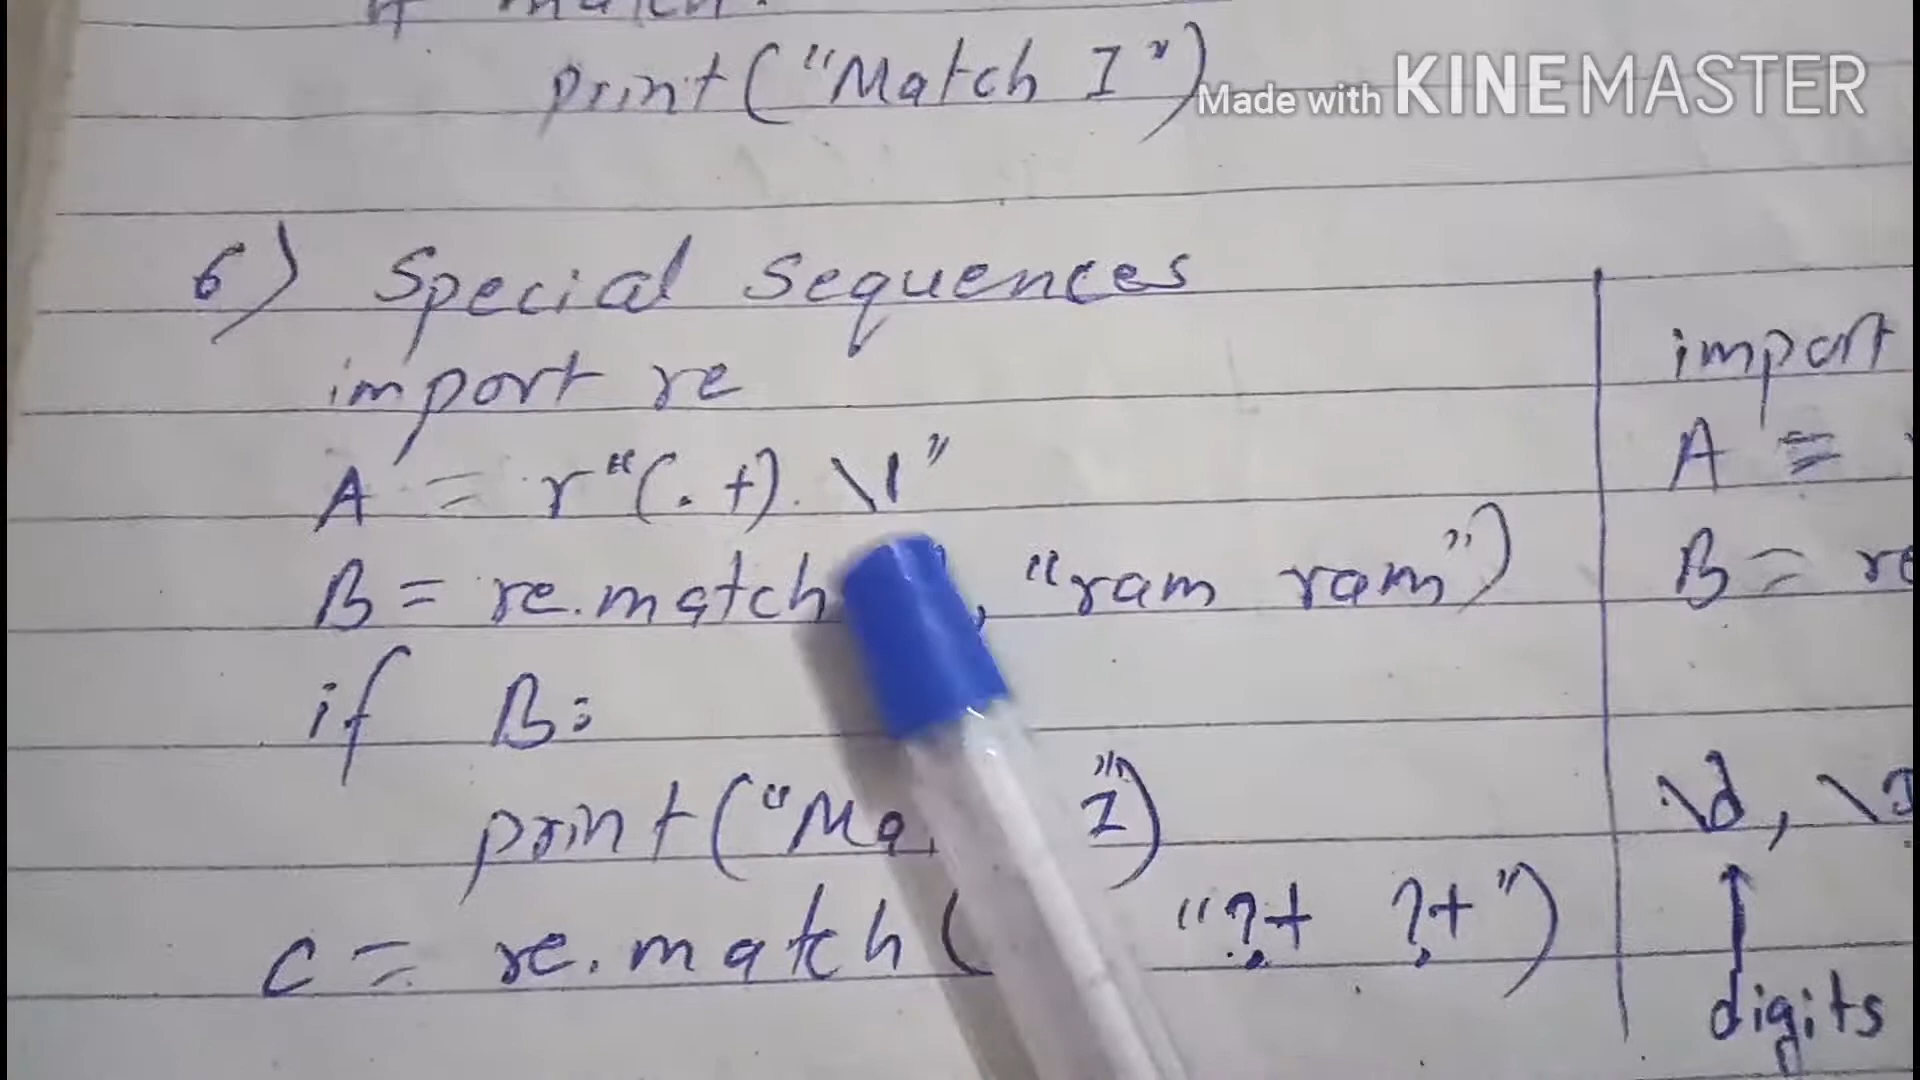 print("Match I")
Made with KINEMASTER
6) Special Sequences
import re
A = r"(.+) \1"
B = re.match , "ram ram")
if B:
print("Ma I")
C = re.match( "?+ ?+")
import
A =
B = re
\d, \
digits